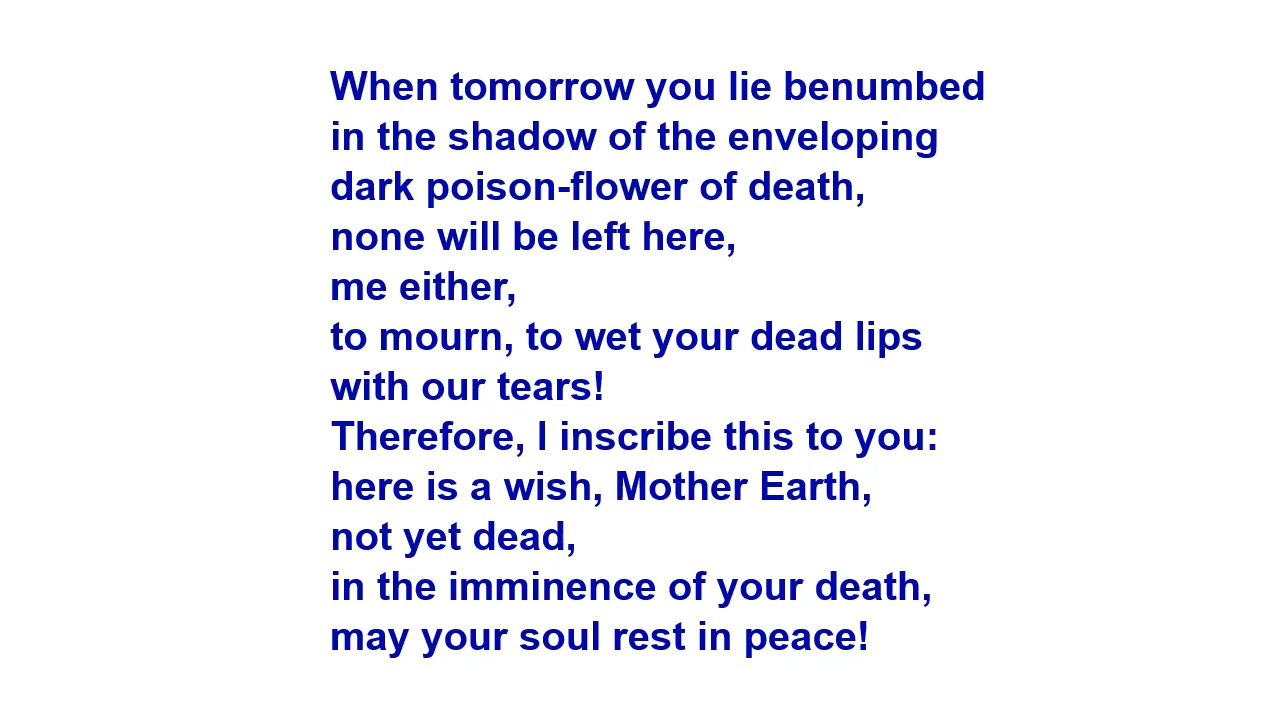 When tomorrow you lie benumbed
in the shadow of the enveloping
dark poison-flower of death,
none will be left here,
me either,
to mourn, to wet your dead lips
with our tears!
Therefore, I inscribe this to you:
here is a wish, Mother Earth,
not yet dead,
in the imminence of your death,
may your soul rest in peace!